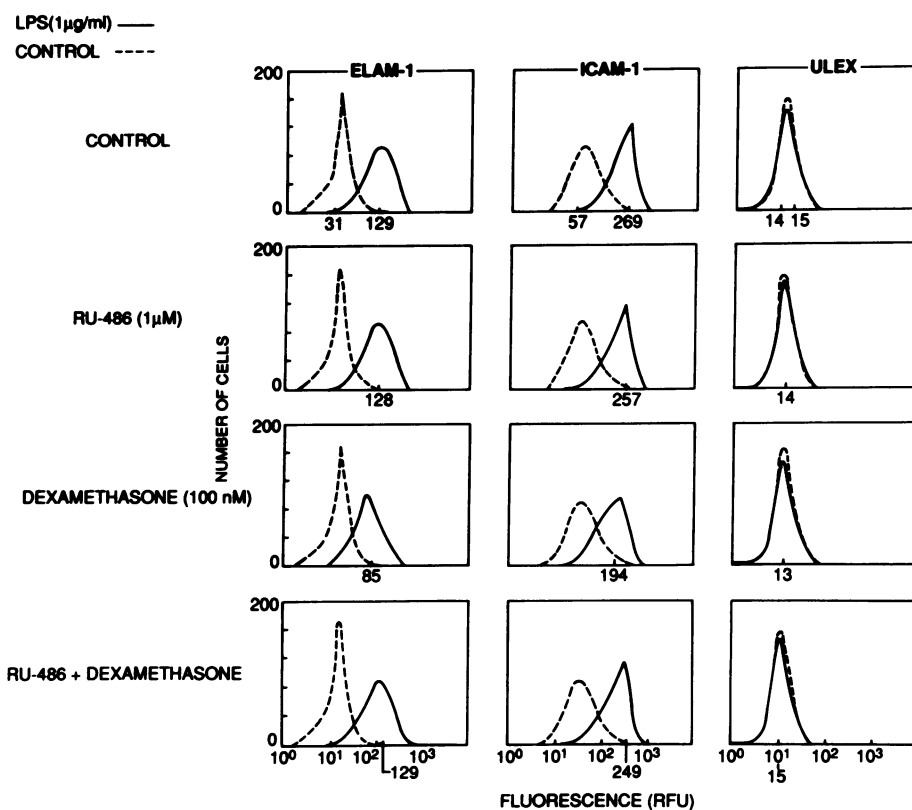 LPS(1µg/ml)
CONTROL
ELAM-1
ICAM-1
ULEX
200
0
CONTROL
31 129
57 269
14 15
200
0
RU-486 (1µM)
128
257
14
NUMBER OF CELLS
200
0
DEXAMETHASONE (100 nM)
85
194
13
200
0
RU-486 + DEXAMETHASONE
10⁰ 10¹ 10² 10³
129
10⁰ 10¹ 10² 10³
249
10⁰ 10¹ 10² 10³
15
FLUORESCENCE (RFU)